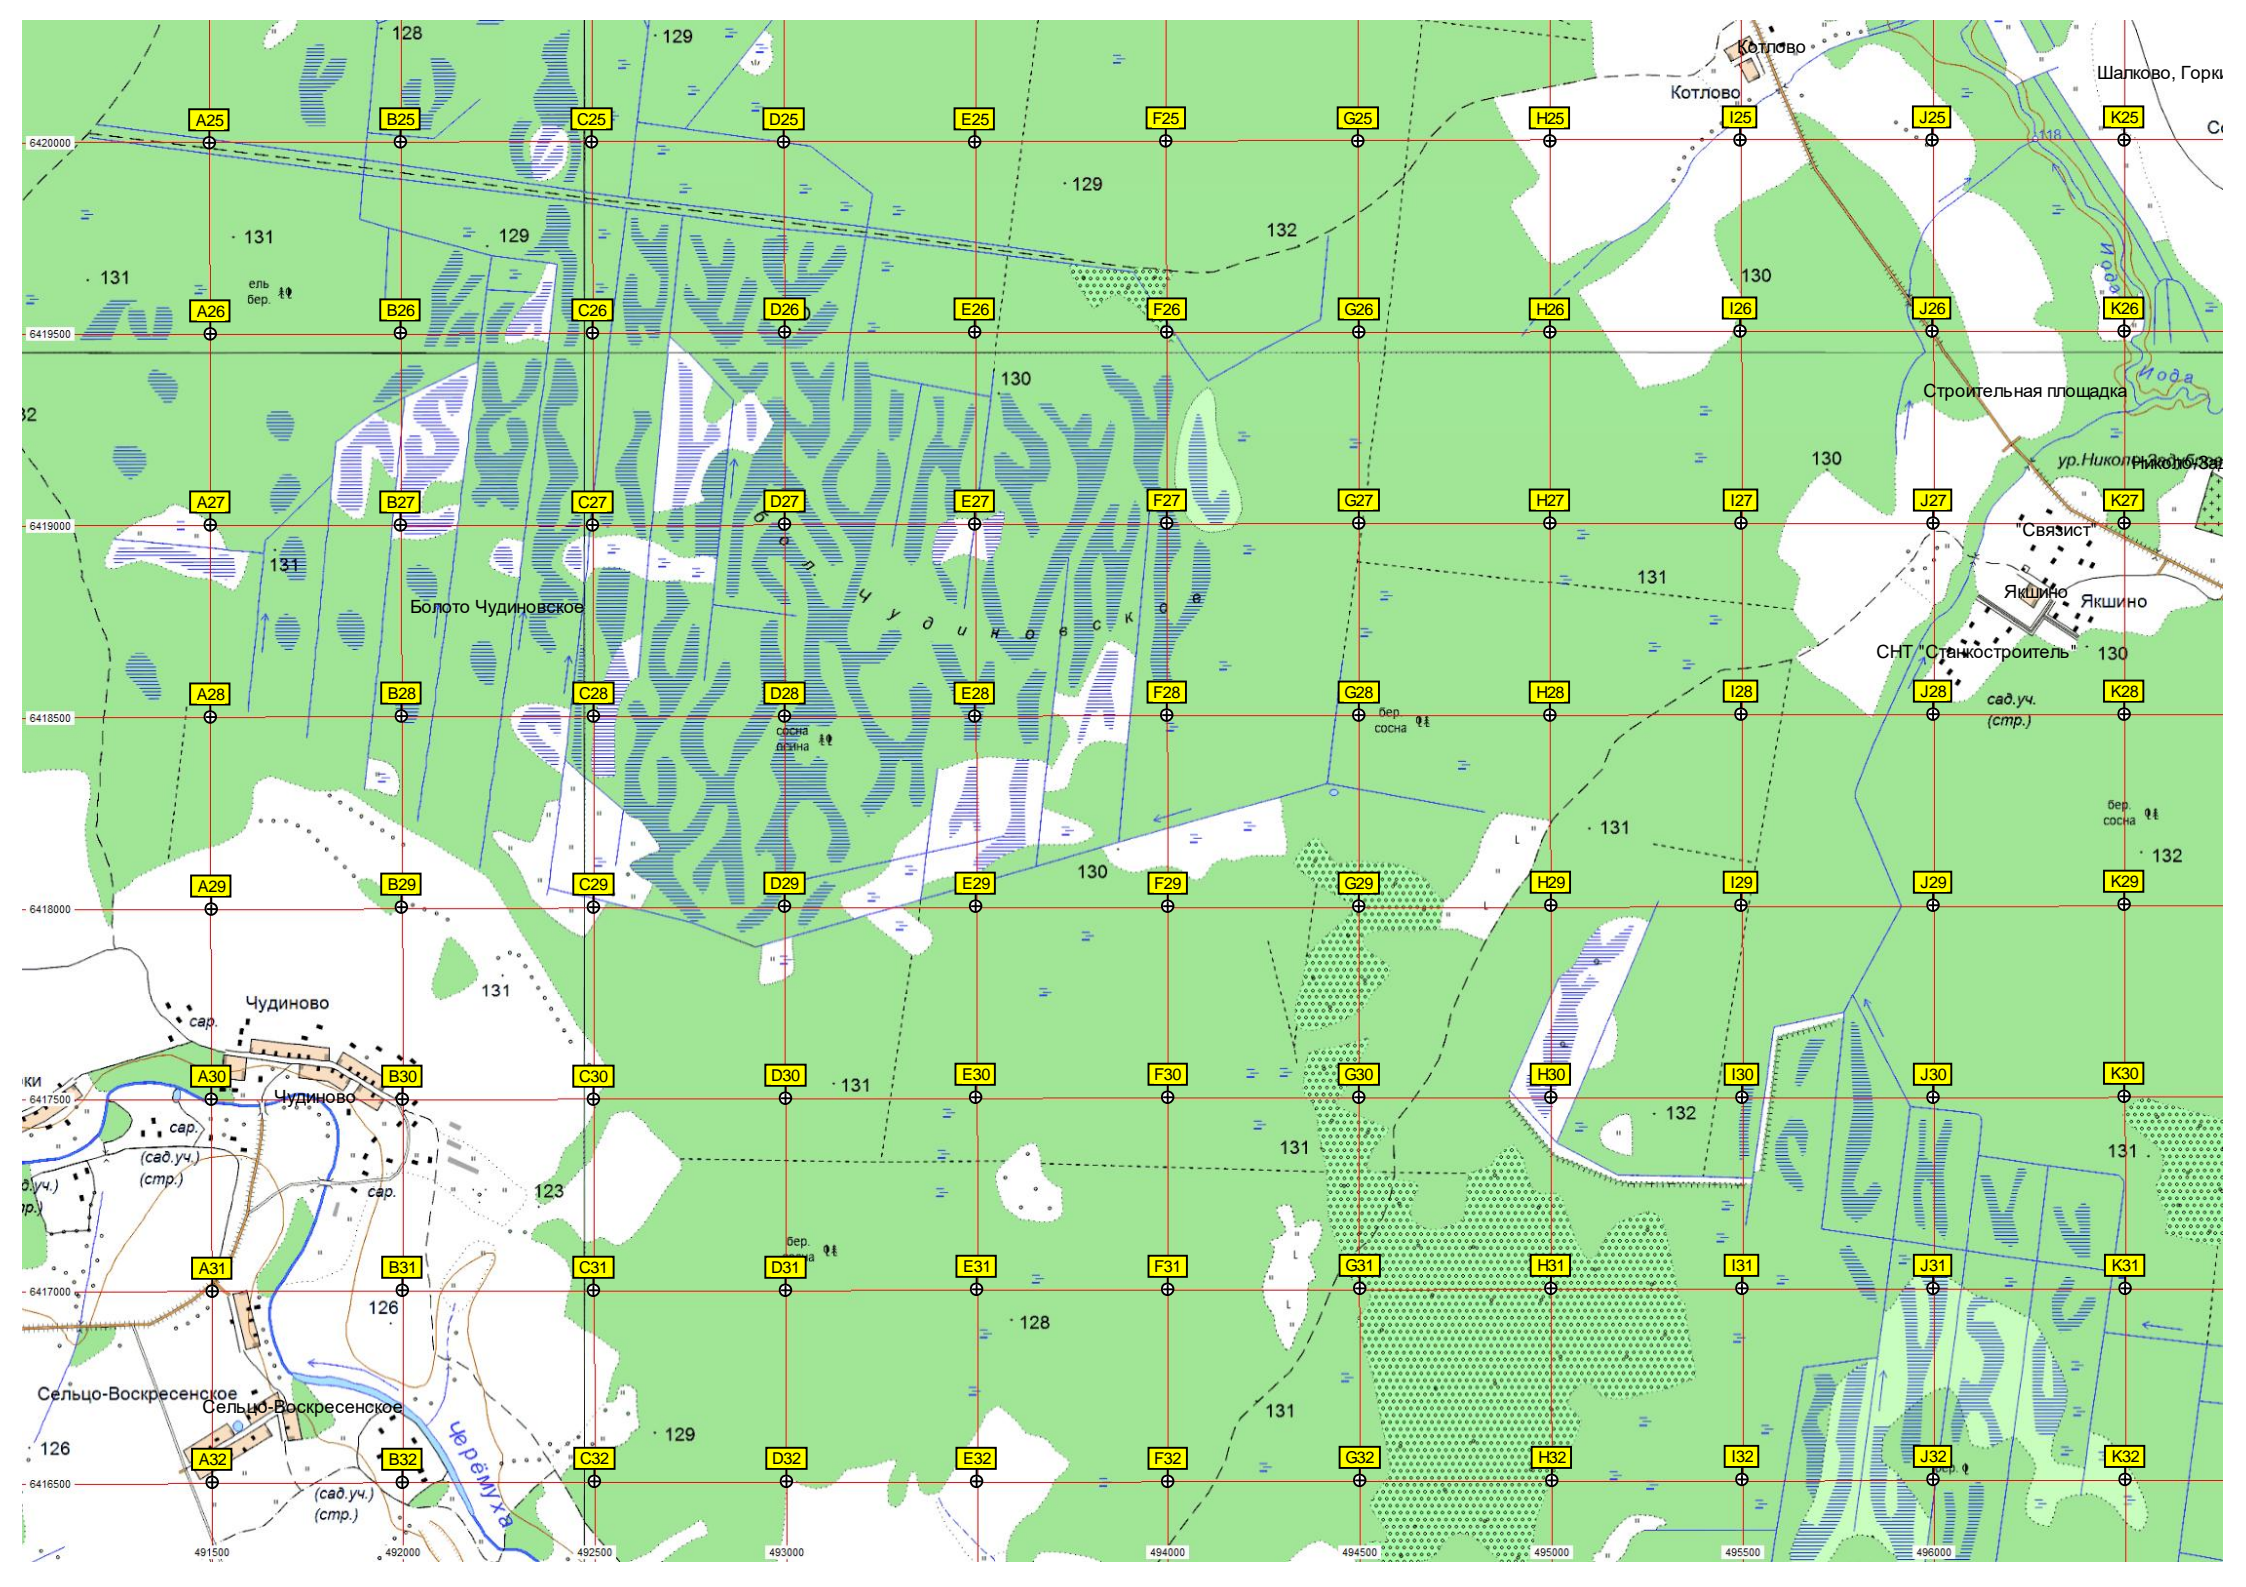 128
129
Котлово
Котлово
Шалково, Горки
A25
B25
C25
D25
E25
F25
G25
H25
I25
J25
K25
6420000
118
129
131
129
132
131
ель
бер.
130
Иода
A26
B26
C26
D26
E26
F26
G26
H26
I26
J26
K26
6419500
130
Иода
Строительная площадка
32
130
A27
B27
C27
D27
E27
F27
G27
H27
I27
J27
K27
6419000
"Связист"
131
131
бол. Чудиновское
Болото Чудиновское
Якшино
Якшино
СНТ "Станкостроитель"
130
A28
B28
C28
D28
E28
F28
G28
H28
I28
J28
K28
6418500
сад.уч.
(стр.)
бер.
сосна
сосна
осина
бер.
сосна
131
132
130
A29
B29
C29
D29
E29
F29
G29
H29
I29
J29
K29
6418000
131
Чудиново
сар.
A30
B30
C30
D30
E30
F30
G30
H30
I30
J30
K30
ки
131
6417500
Чудиново
132
сар.
131
131
(сад.уч.)
(стр.)
сар.
123
бер.
A31
B31
C31
D31
E31
F31
G31
H31
I31
J31
K31
6417000
126
128
Сельцо-Воскресенское
Сельцо-Воскресенское
131
126
129
Черёмуха
A32
B32
C32
D32
E32
F32
G32
H32
I32
J32
K32
6416500
бер.
(сад.уч.)
(стр.)
491500
492000
492500
493000
494000
494500
495000
495500
496000